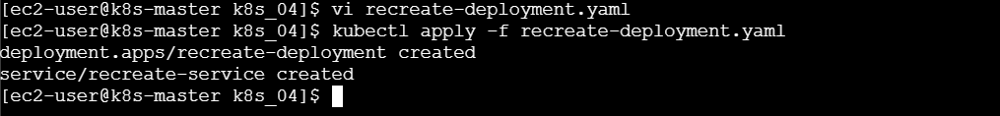 [ec2-user@k8s-master k8s_04]$ vi recreate-deployment.yaml
[ec2-user@k8s-master k8s_04]$ kubectl apply -f recreate-deployment.yaml
deployment.apps/recreate-deployment created
service/recreate-service created
[ec2-user@k8s-master k8s_04]$